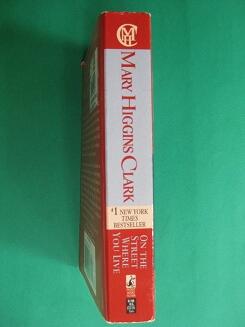 MHC
MARY HIGGINS CLARK
#1 NEW YORK
TIMES
BESTSELLER
ON THE
STREET
WHERE
YOU LIVE